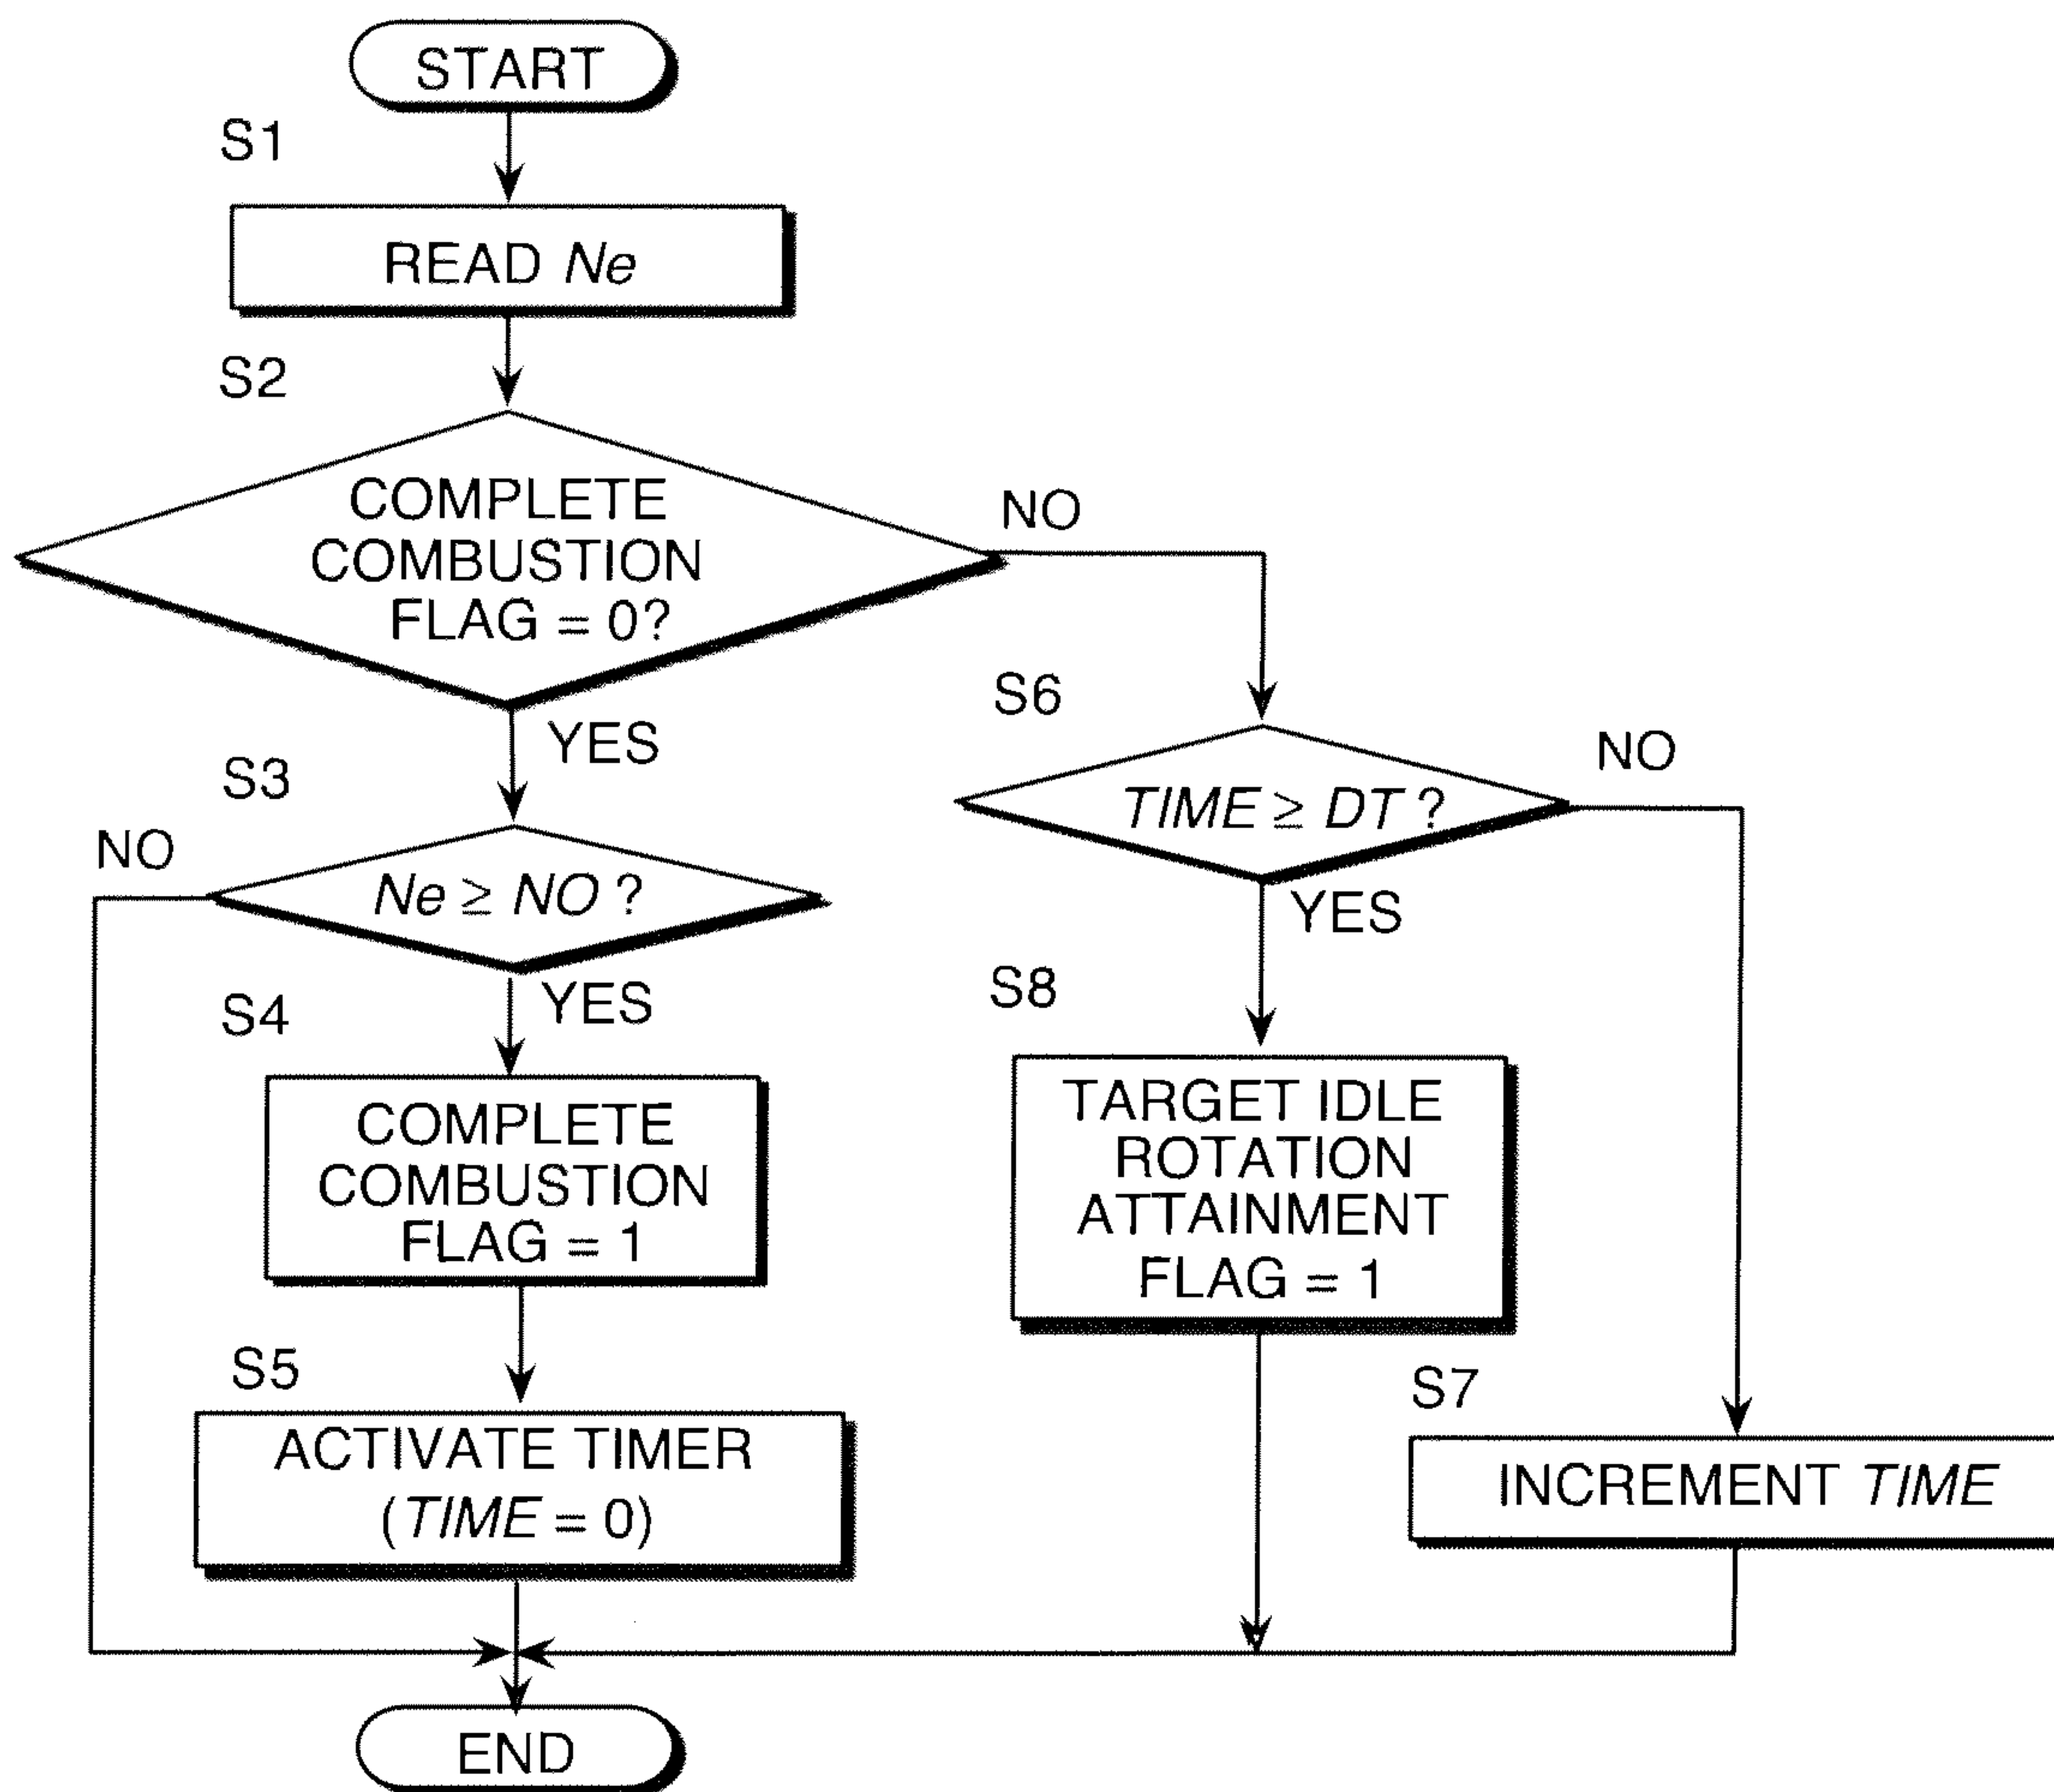 START
S1
READ Ne
S2
COMPLETE
COMBUSTION
FLAG = 0?
NO
YES
S3
NO
Ne ≥ NO ?
YES
S4
COMPLETE
COMBUSTION
FLAG = 1
S5
ACTIVATE TIMER
(TIME = 0)
S6
TIME ≥ DT ?
NO
YES
S8
TARGET IDLE
ROTATION
ATTAINMENT
FLAG = 1
S7
INCREMENT TIME
END